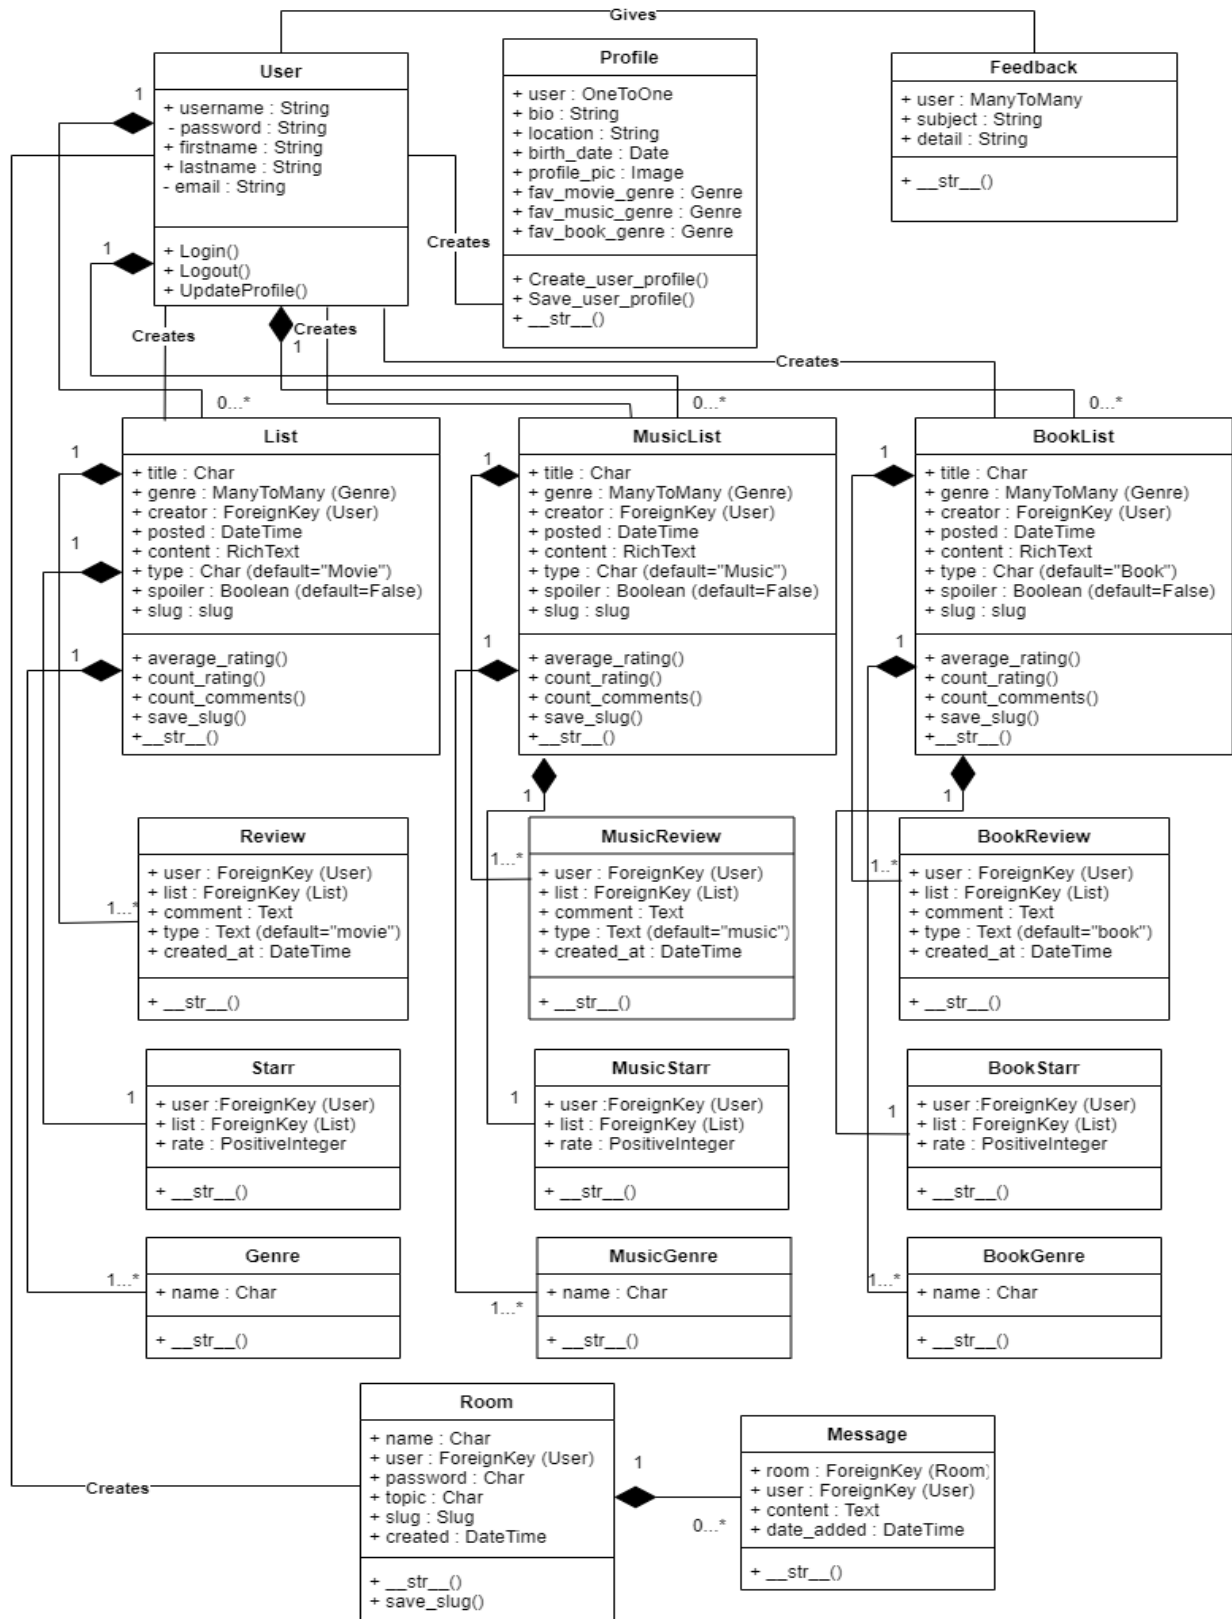 Gives
User
+ username : String
- password : String
+ firstname : String
+ lastname : String
- email : String
+ Login()
+ Logout()
+ UpdateProfile()
1
1
1
Profile
+ user : OneToOne
+ bio : String
+ location : String
+ birth_date : Date
+ profile_pic : Image
+ fav_movie_genre : Genre
+ fav_music_genre : Genre
+ fav_book_genre : Genre
+ Create_user_profile()
+ Save_user_profile()
+ __str__()
Feedback
+ user : ManyToMany
+ subject : String
+ detail : String
+ __str__()
Creates
Creates
Creates
Creates
0...*
0...*
0...*
List
+ title : Char
+ genre : ManyToMany (Genre)
+ creator : ForeignKey (User)
+ posted : DateTime
+ content : RichText
+ type : Char (default="Movie")
+ spoiler : Boolean (default=False)
+ slug : slug
+ average_rating()
+ count_rating()
+ count_comments()
+ save_slug()
+__str__()
1
1
1
MusicList
+ title : Char
+ genre : ManyToMany (Genre)
+ creator : ForeignKey (User)
+ posted : DateTime
+ content : RichText
+ type : Char (default="Music")
+ spoiler : Boolean (default=False)
+ slug : slug
+ average_rating()
+ count_rating()
+ count_comments()
+ save_slug()
+__str__()
1
1
1
BookList
+ title : Char
+ genre : ManyToMany (Genre)
+ creator : ForeignKey (User)
+ posted : DateTime
+ content : RichText
+ type : Char (default="Book")
+ spoiler : Boolean (default=False)
+ slug : slug
+ average_rating()
+ count_rating()
+ count_comments()
+ save_slug()
+__str__()
1
1
1
Review
+ user : ForeignKey (User)
+ list : ForeignKey (List)
+ comment : Text
+ type : Text (default="movie")
+ created_at : DateTime
+ __str__()
1...*
MusicReview
+ user : ForeignKey (User)
+ list : ForeignKey (List)
+ comment : Text
+ type : Text (default="music")
+ created_at : DateTime
+ __str__()
1...*
BookReview
+ user : ForeignKey (User)
+ list : ForeignKey (List)
+ comment : Text
+ type : Text (default="book")
+ created_at : DateTime
+ __str__()
1...*
Starr
+ user :ForeignKey (User)
+ list : ForeignKey (List)
+ rate : PositiveInteger
+ __str__()
1
MusicStarr
+ user :ForeignKey (User)
+ list : ForeignKey (List)
+ rate : PositiveInteger
+ __str__()
1
BookStarr
+ user :ForeignKey (User)
+ list : ForeignKey (List)
+ rate : PositiveInteger
+ __str__()
1
Genre
+ name : Char
+ __str__()
1...*
MusicGenre
+ name : Char
+ __str__()
1...*
BookGenre
+ name : Char
+ __str__()
1...*
Creates
Room
+ name : Char
+ user : ForeignKey (User)
+ password : Char
+ topic : Char
+ slug : Slug
+ created : DateTime
+ __str__()
+ save_slug()
1
0...*
Message
+ room : ForeignKey (Room)
+ user : ForeignKey (User)
+ content : Text
+ date_added : DateTime
+ __str__()